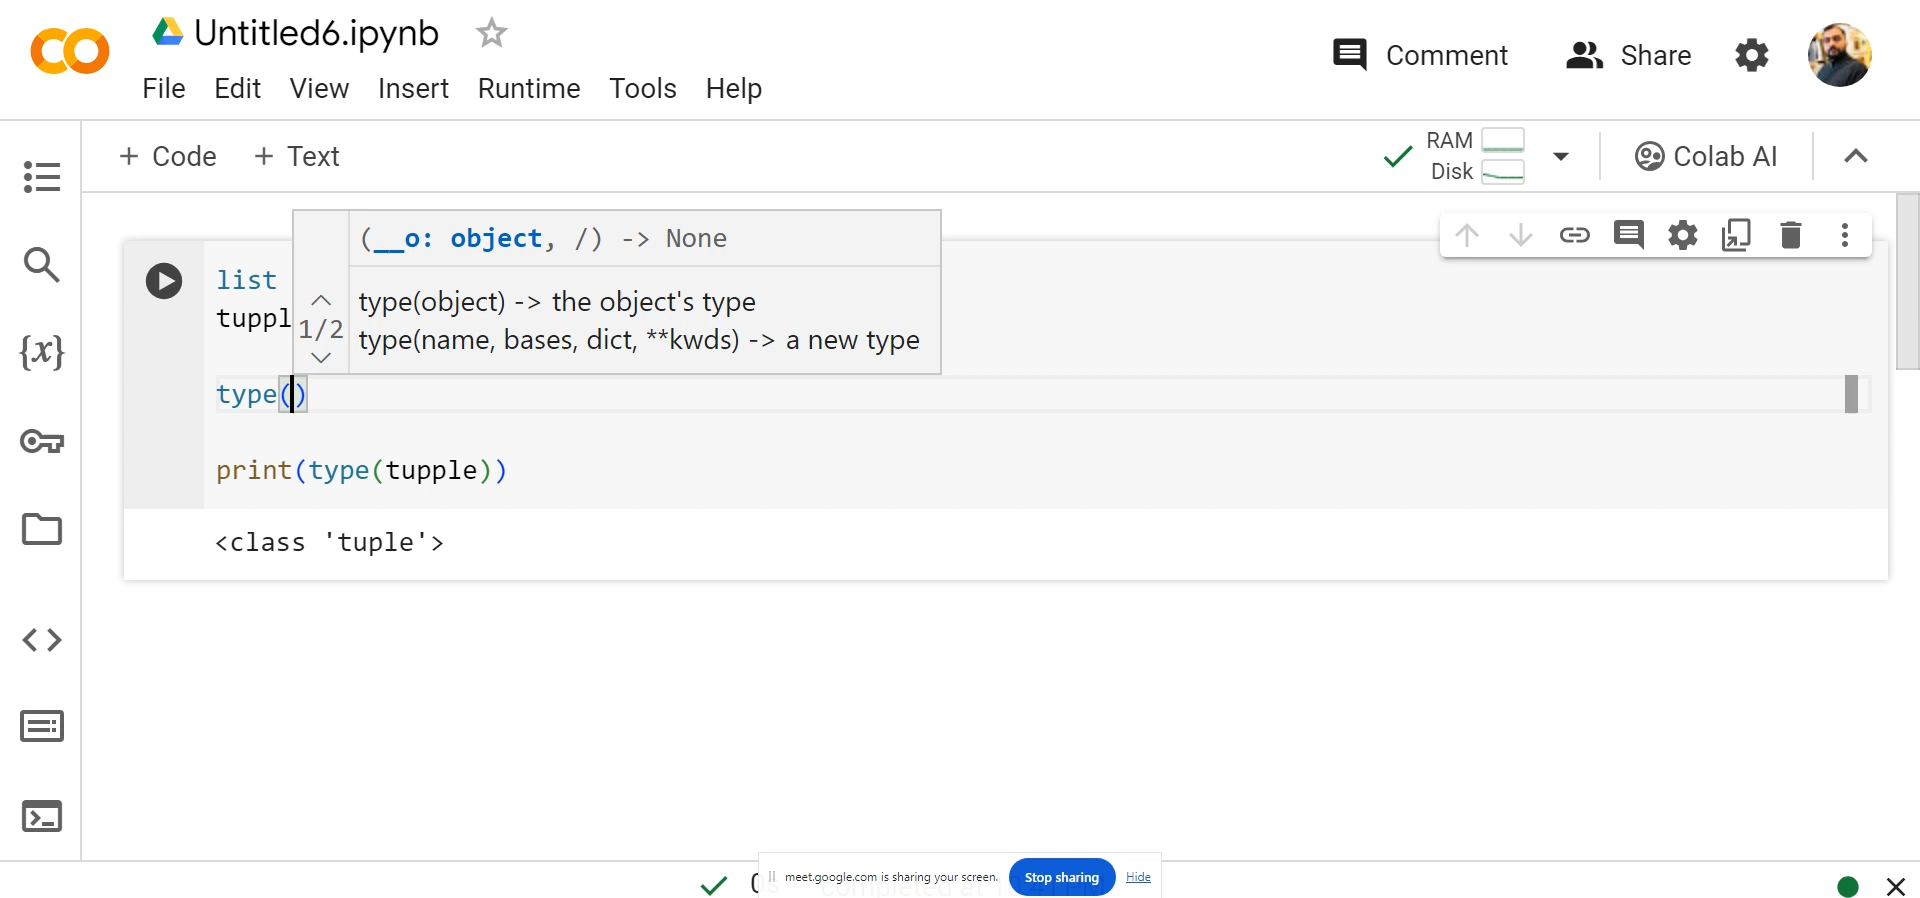 Untitled6.ipynb
File Edit View Insert Runtime Tools Help
Comment Share
+ Code + Text
RAM
Disk
Colab AI
(__o: object, /) -> None
type(object) -> the object's type
type(name, bases, dict, **kwds) -> a new type
1/2
list
tuppl
type()
print(type(tupple))
<class 'tuple'>
{x}
meet.google.com is sharing your screen. Stop sharing Hide
completed at